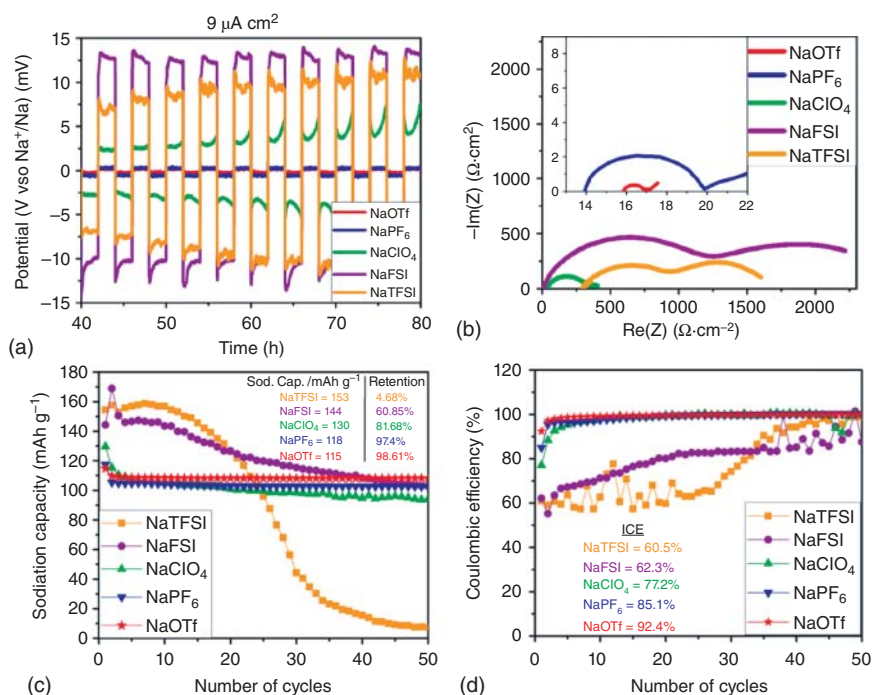 9 μA cm²
Potential (V vso Na⁺/Na) (mV)
15
10
5
0
−5
−10
−15
40
50
60
70
80
Time (h)
NaOTf
NaPF₆
NaClO₄
NaFSI
NaTFSI
(a)
−Im(Z) (Ω·cm²)
2000
1500
1000
500
0
0
500
1000
1500
2000
Re(Z) (Ω·cm⁻²)
8
6
4
2
0
14
16
18
20
22
NaOTf
NaPF₆
NaClO₄
NaFSI
NaTFSI
(b)
Sodiation capacity (mAh g⁻¹)
180
160
140
120
100
80
60
40
20
0
0
10
20
30
40
50
Number of cycles
Sod. Cap. /mAh g⁻¹ Retention
NaTFSI = 153 4.68%
NaFSI = 144 60.85%
NaClO₄ = 130 81.68%
NaPF₆ = 118 97.4%
NaOTf = 115 98.61%
NaTFSI
NaFSI
NaClO₄
NaPF₆
NaOTf
(c)
Coulombic efficiency (%)
120
100
80
60
40
20
0
0
10
20
30
40
50
Number of cycles
ICE
NaTFSI = 60.5%
NaFSI = 62.3%
NaClO₄ = 77.2%
NaPF₆ = 85.1%
NaOTf = 92.4%
NaTFSI
NaFSI
NaClO₄
NaPF₆
NaOTf
(d)